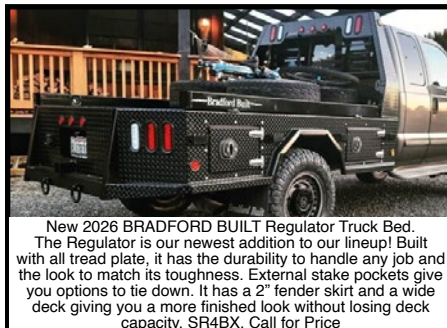 Bradford Built
Bradford Built
New 2026 BRADFORD BUILT Regulator Truck Bed.
The Regulator is our newest addition to our lineup! Built
with all tread plate, it has the durability to handle any job and
the look to match its toughness. External stake pockets give
you options to tie down. It has a 2” fender skirt and a wide
deck giving you a more finished look without losing deck
capacity. SR4BX. Call for Price